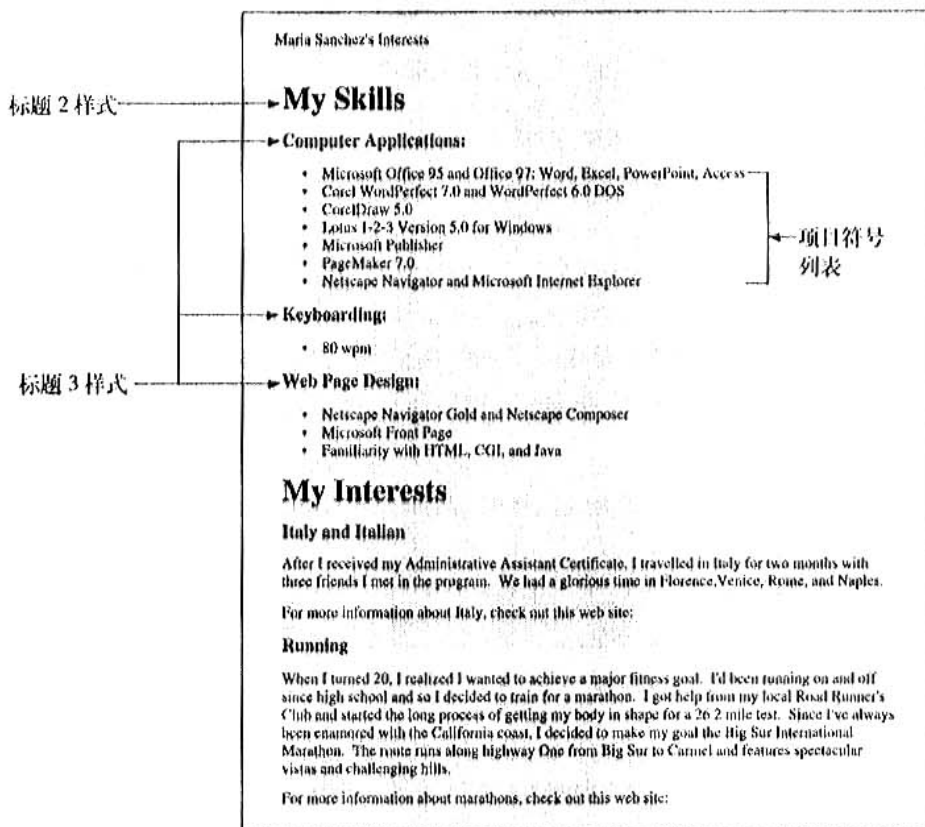 Maria Sanchez's Interests
标题 2 样式
My Skills
Computer Applications:
• Microsoft Office 95 and Office 97: Word, Excel, PowerPoint, Access
• Corel WordPerfect 7.0 and WordPerfect 6.0 DOS
• CorelDraw 5.0
• Lotus 1-2-3 Version 5.0 for Windows
• Microsoft Publisher
• PageMaker 7.0
• Netscape Navigator and Microsoft Internet Explorer
项目符号
列表
Keyboarding:
• 80 wpm
标题 3 样式
Web Page Design:
• Netscape Navigator Gold and Netscape Composer
• Microsoft Front Page
• Familiarity with HTML, CGI, and Java
My Interests
Italy and Italian
After I received my Administrative Assistant Certificate, I travelled in Italy for two months with
three friends I met in the program. We had a glorious time in Florence,Venice, Rome, and Naples.
For more information about Italy, check out this web site:
Running
When I turned 20, I realized I wanted to achieve a major fitness goal. I'd been running on and off
since high school and so I decided to train for a marathon. I got help from my local Road Runner's
Club and started the long process of getting my body in shape for a 26.2 mile test. Since I've always
been enamored with the California coast, I decided to make my goal the Big Sur International
Marathon. The route runs along highway One from Big Sur to Carmel and features spectacular
vistas and challenging hills.
For more information about marathons, check out this web site: